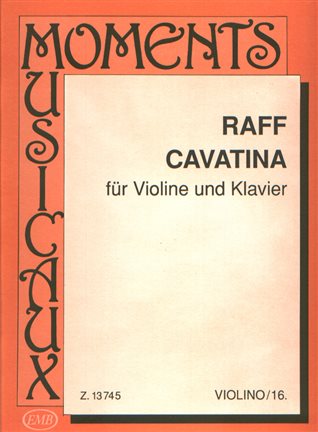 MOMENTS
MUSICAUX
RAFF
CAVATINA
für Violine und Klavier
Z. 13745
VIOLINO/16.
EMB